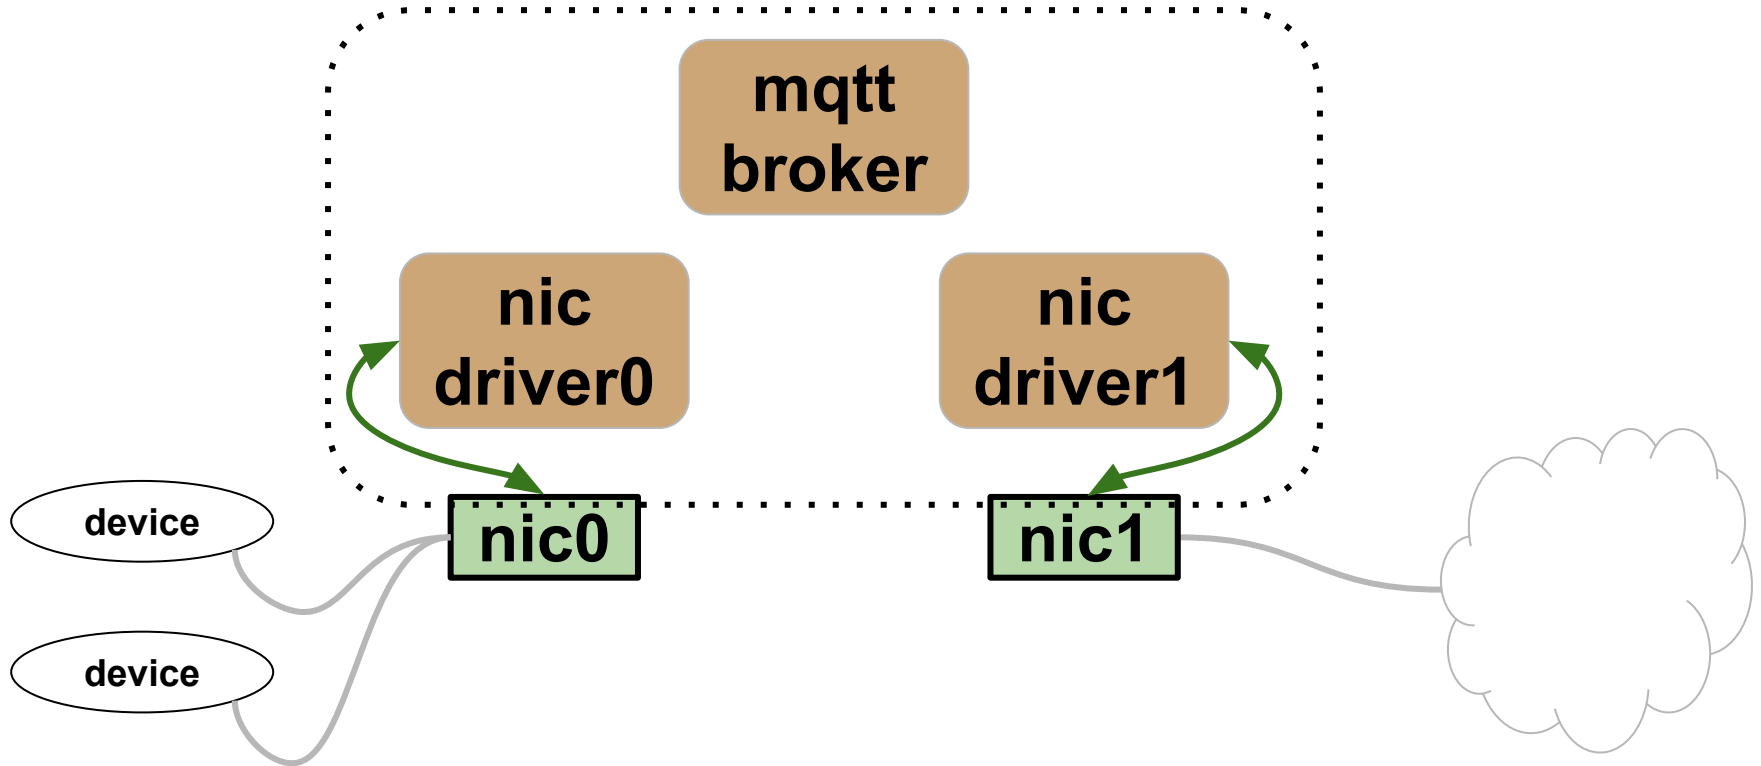 mqtt
broker
nic
driver0
nic
driver1
device
nic0
nic1
device